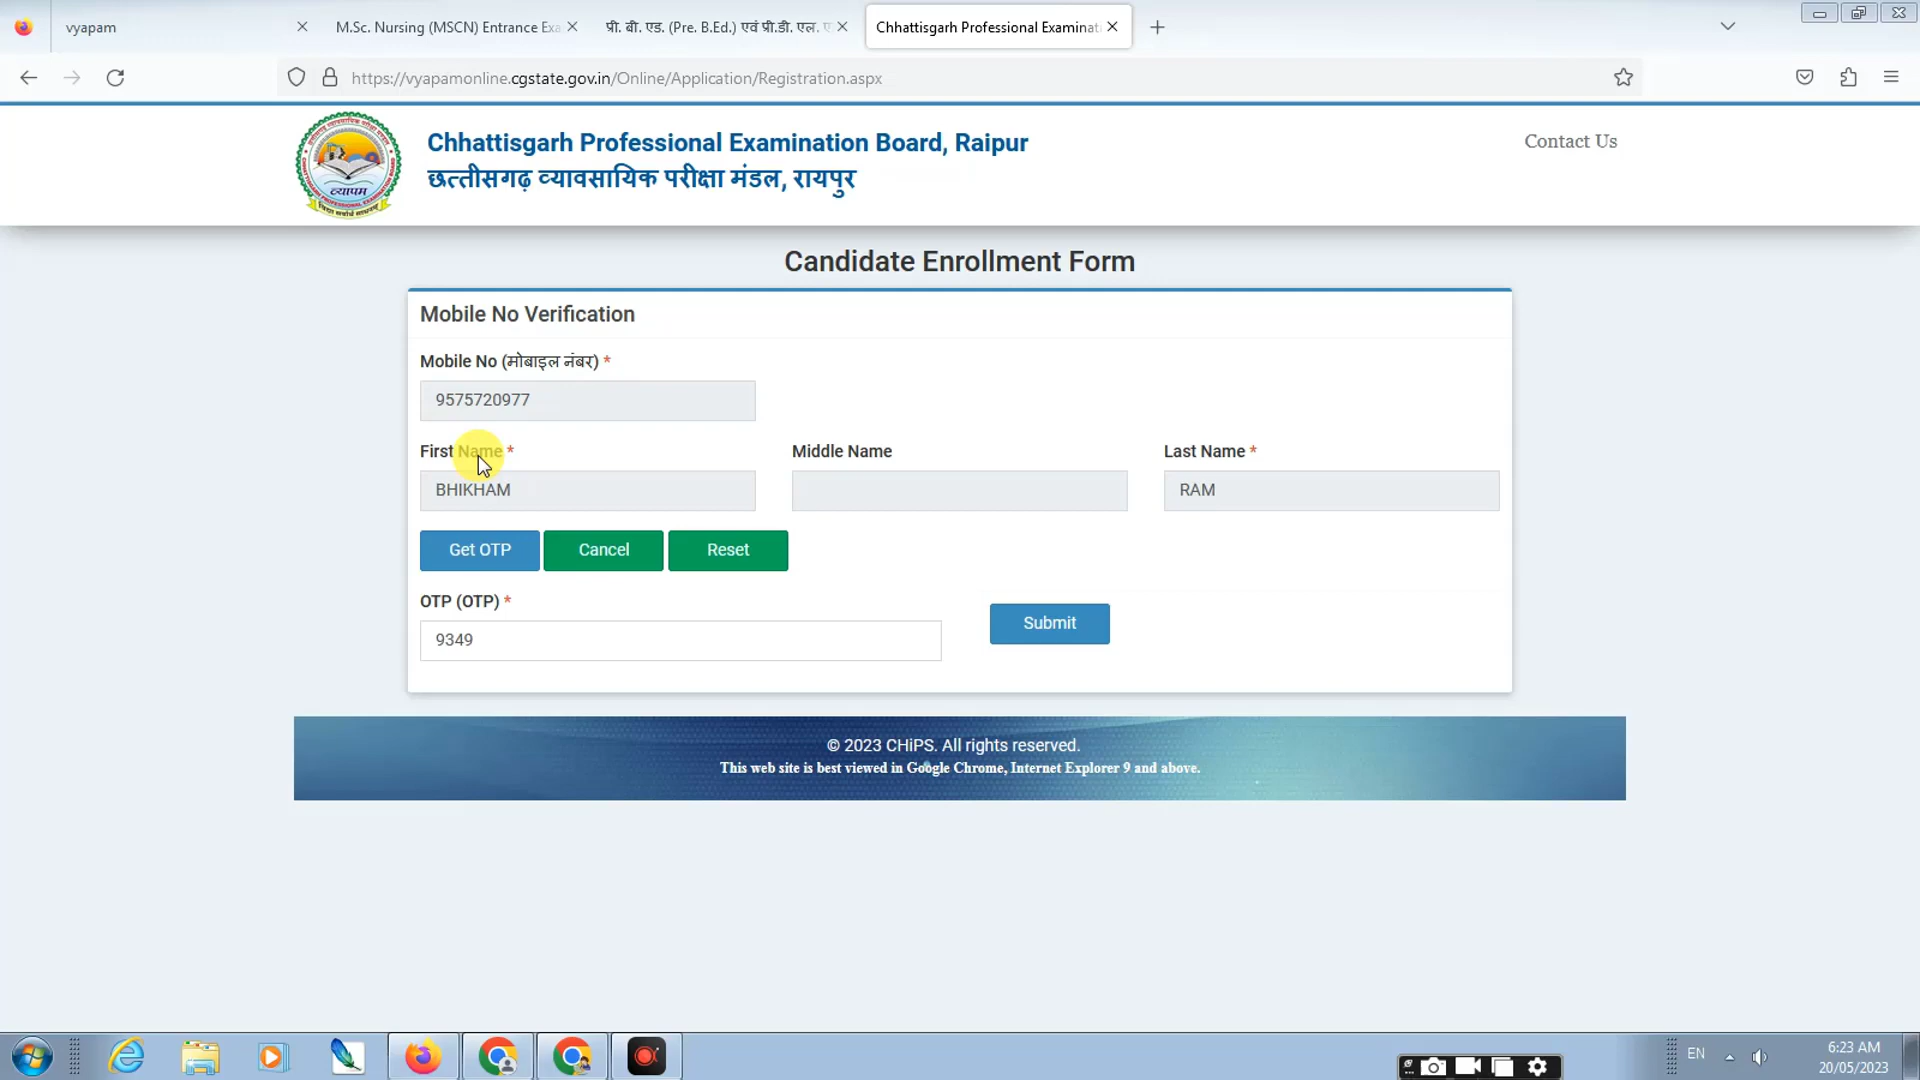 vyapam
M.Sc. Nursing (MSCN) Entrance Exa
प्री. बी. एड. (Pre. B.Ed.) एवं प्री.डी. एल. ए
Chhattisgarh Professional Examinati
https://vyapamonline.cgstate.gov.in/Online/Application/Registration.aspx
व्यापम
Chhattisgarh Professional Examination Board, Raipur
छत्तीसगढ़ व्यावसायिक परीक्षा मंडल, रायपुर
Contact Us
Candidate Enrollment Form
Mobile No Verification
Mobile No (मोबाइल नंबर) *
9575720977
First Name *
Middle Name
Last Name *
BHIKHAM
RAM
Get OTP
Cancel
Reset
OTP (OTP) *
Submit
9349
© 2023 CHiPS. All rights reserved.
This web site is best viewed in Google Chrome, Internet Explorer 9 and above.
EN
6:23 AM
20/05/2023